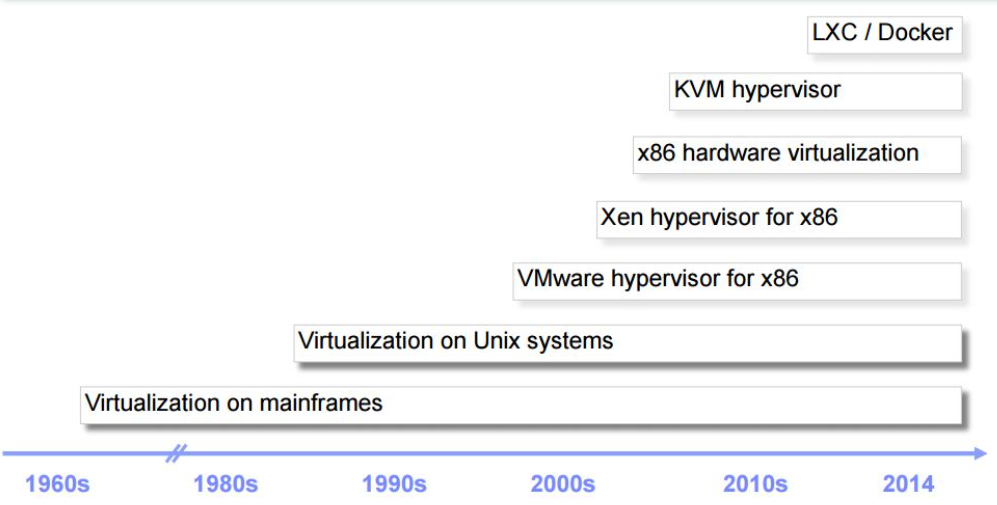 LXC / Docker
KVM hypervisor
x86 hardware virtualization
Xen hypervisor for x86
VMware hypervisor for x86
Virtualization on Unix systems
Virtualization on mainframes
1960s 1980s 1990s 2000s 2010s 2014